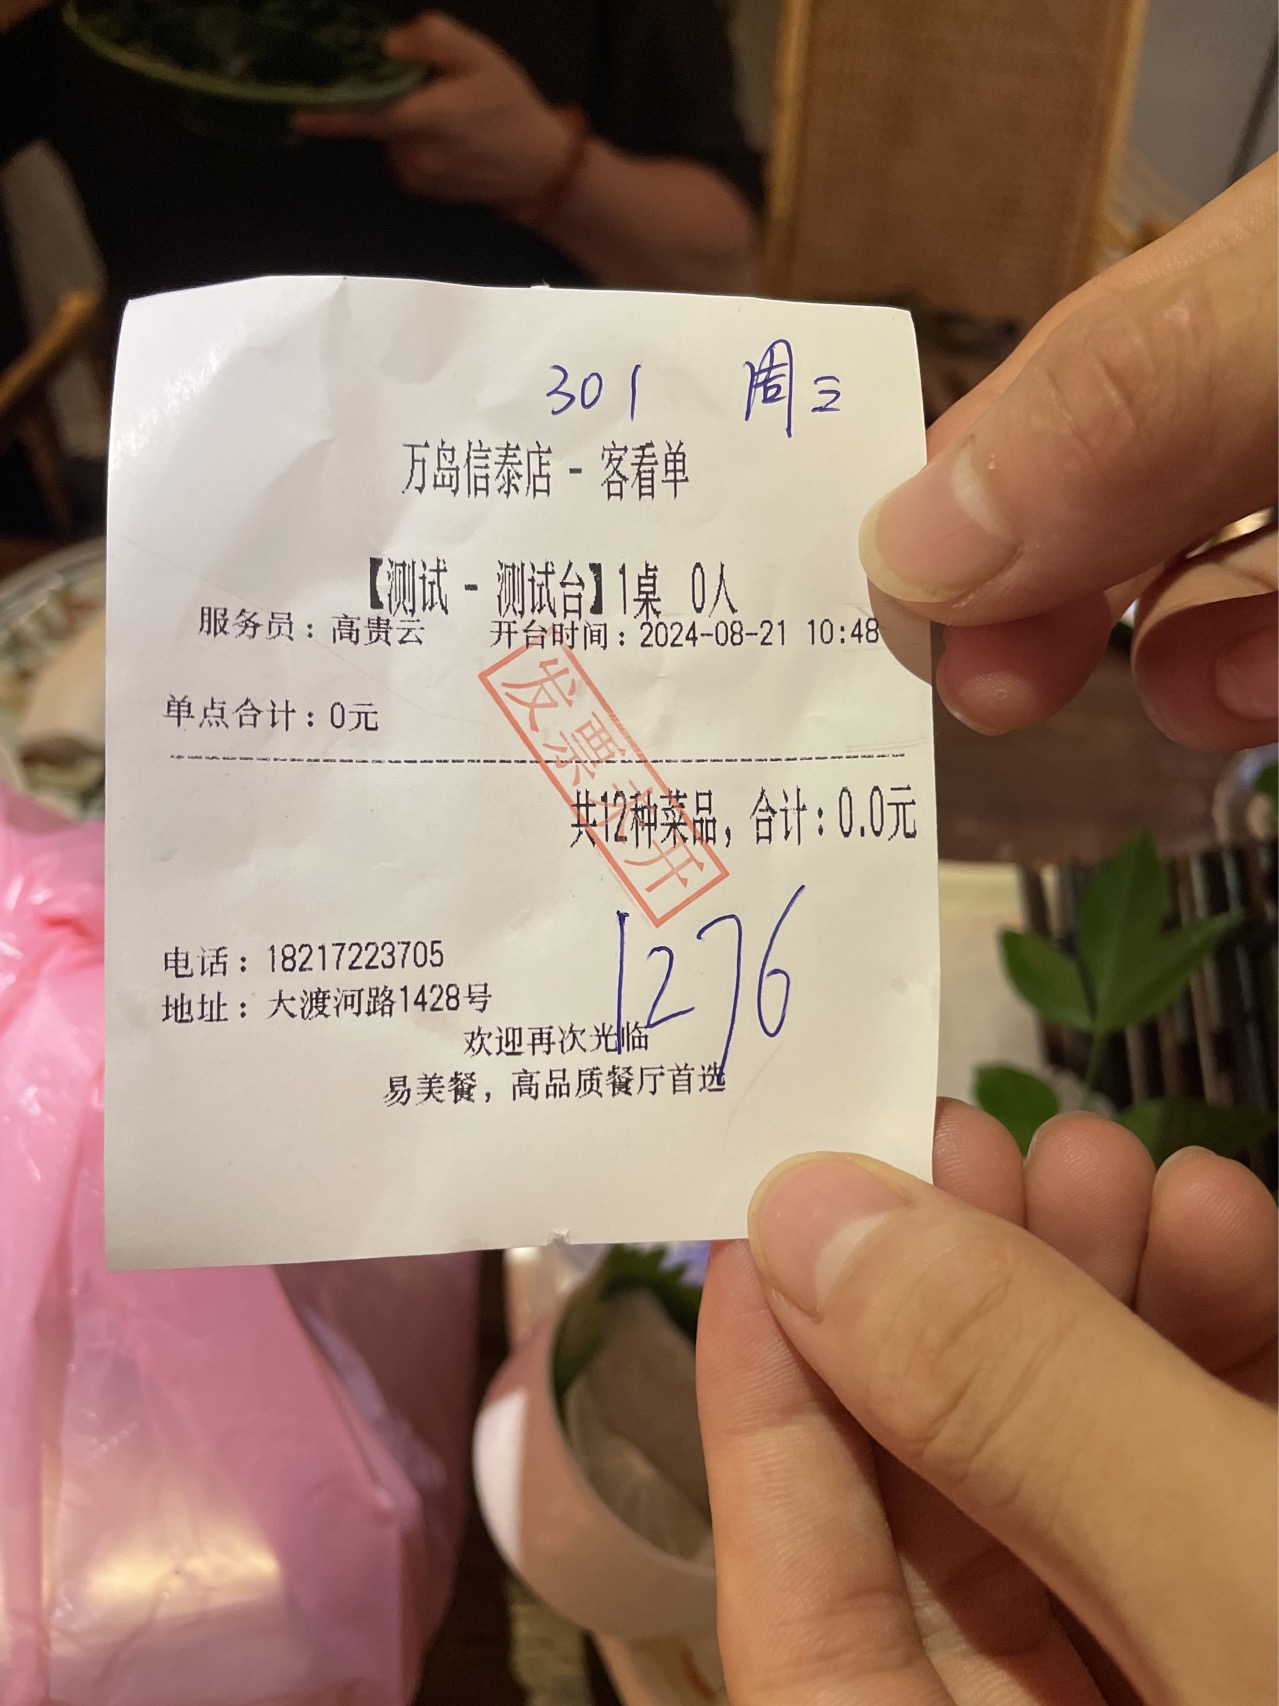 301 周三
万岛信泰店 - 客看单
【测试 - 测试台】1桌 0人
服务员：高贵云 开台时间：2024-08-21 10:48
单点合计：0元
发票未开
共12种菜品，合计：0.0元
1276
电话：18217223705
地址：大渡河路1428号
欢迎再次光临
易美餐，高品质餐厅首选